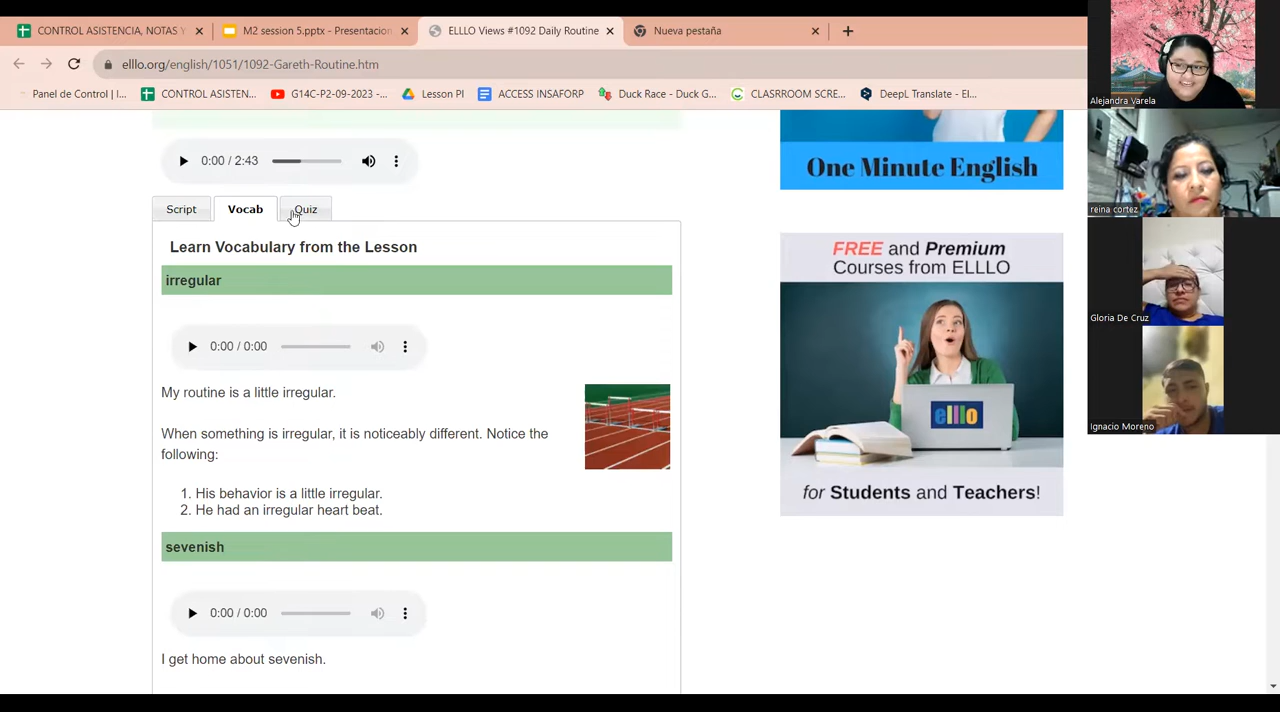 CONTROL ASISTENCIA, NOTAS Y
M2 session 5.pptx - Presentacion
ELLLO Views #1092 Daily Routine
Nueva pestaña
elllo.org/english/1051/1092-Gareth-Routine.htm
Panel de Control | I...
CONTROL ASISTEN...
G14C-P2-09-2023 -...
Lesson PI
ACCESS INSAFORP
Duck Race - Duck G...
CLASRROOM SCRE...
DeepL Translate - El...
0:00 / 2:43
Script
Vocab
Quiz
Learn Vocabulary from the Lesson
irregular
0:00 / 0:00
My routine is a little irregular.
When something is irregular, it is noticeably different. Notice the
following:
1. His behavior is a little irregular.
2. He had an irregular heart beat.
sevenish
0:00 / 0:00
I get home about sevenish.
One Minute English
FREE and Premium
Courses from ELLLO
elllo
for Students and Teachers!
Alejandra Varela
reina cortez
Gloria De Cruz
Ignacio Moreno